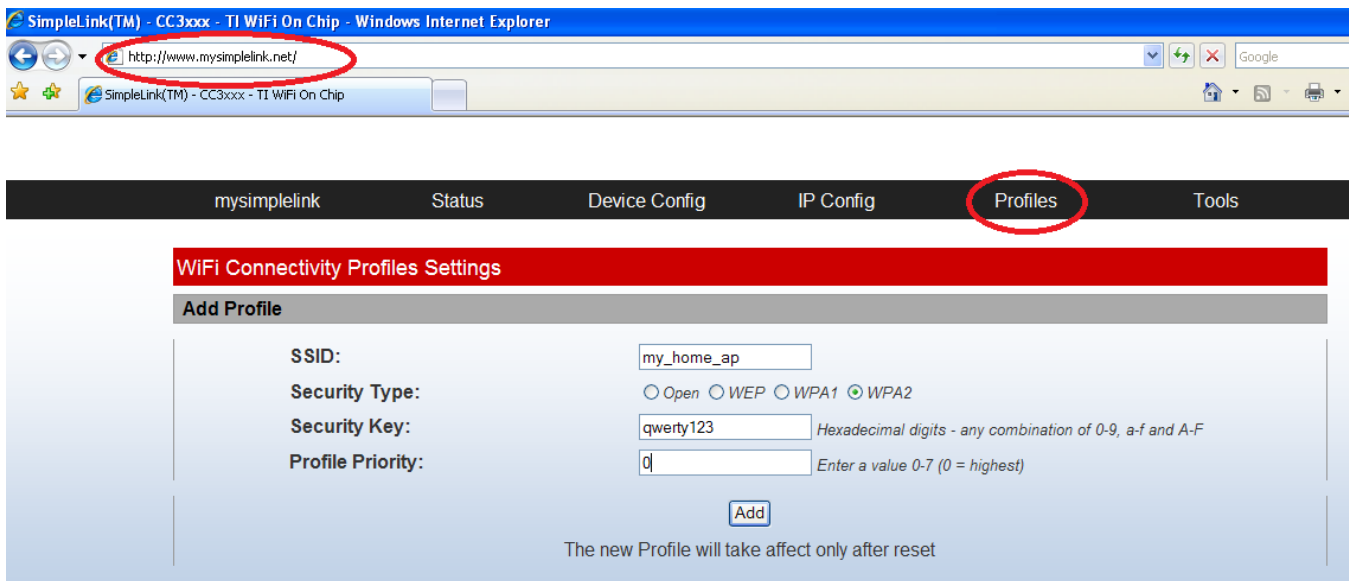 SimpleLink(TM) - CC3xxx - TI WiFi On Chip - Windows Internet Explorer
http://www.mysimplelink.net/ Google
SimpleLink(TM) - CC3xxx - TI WiFi On Chip
mysimplelink Status Device Config IP Config Profiles Tools
WiFi Connectivity Profiles Settings
Add Profile
SSID: my_home_ap
Security Type: Open WEP WPA1 WPA2
Security Key: qwerty123 Hexadecimal digits - any combination of 0-9, a-f and A-F
Profile Priority: 0 Enter a value 0-7 (0 = highest)
Add
The new Profile will take affect only after reset